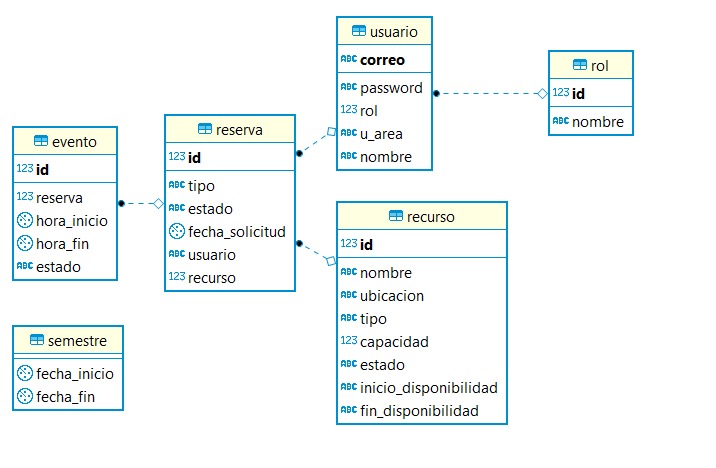 evento
123 id
123 reserva
hora_inicio
hora_fin
ABC estado
reserva
123 id
ABC tipo
ABC estado
fecha_solicitud
ABC usuario
123 recurso
usuario
ABC correo
ABC password
123 rol
ABC u_area
ABC nombre
rol
123 id
ABC nombre
recurso
123 id
ABC nombre
ABC ubicacion
ABC tipo
123 capacidad
ABC estado
ABC inicio_disponibilidad
ABC fin_disponibilidad
semestre
fecha_inicio
fecha_fin